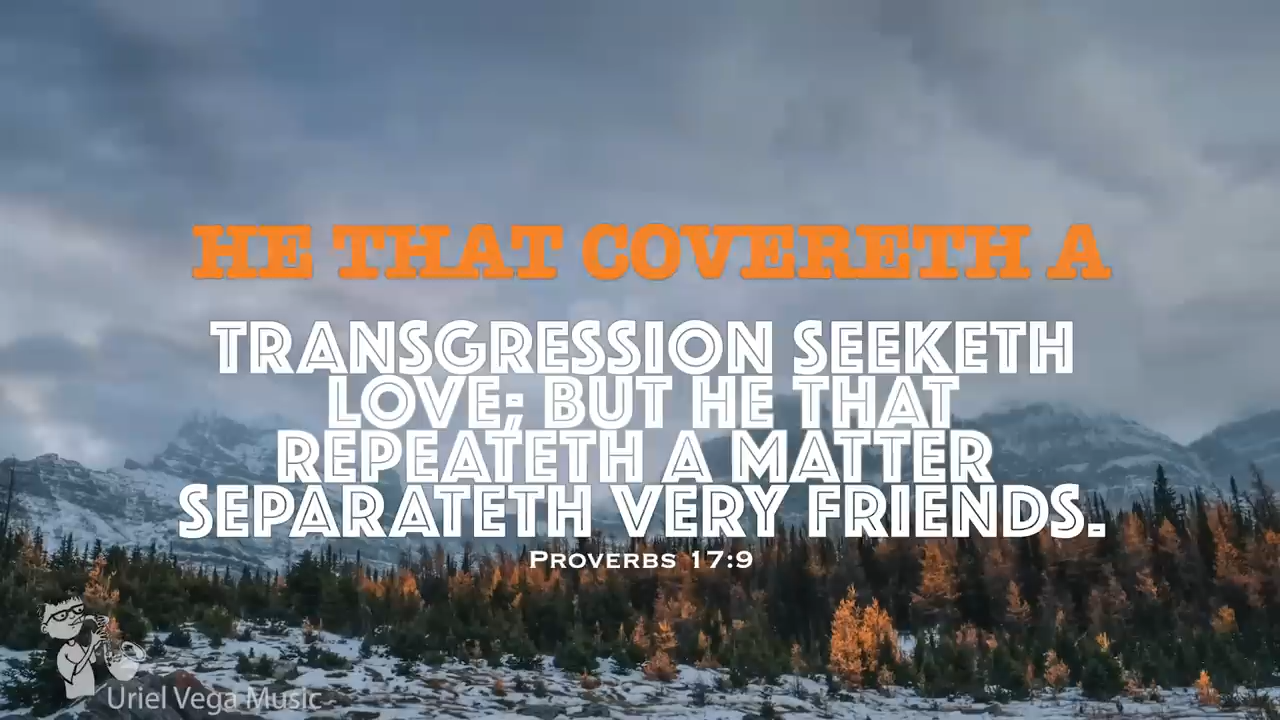 HE THAT COVERETH A
TRANSGRESSION SEEKETH
LOVE; BUT HE THAT
REPEATETH A MATTER
SEPARATETH VERY FRIENDS.
PROVERBS 17:9
Uriel Vega Music